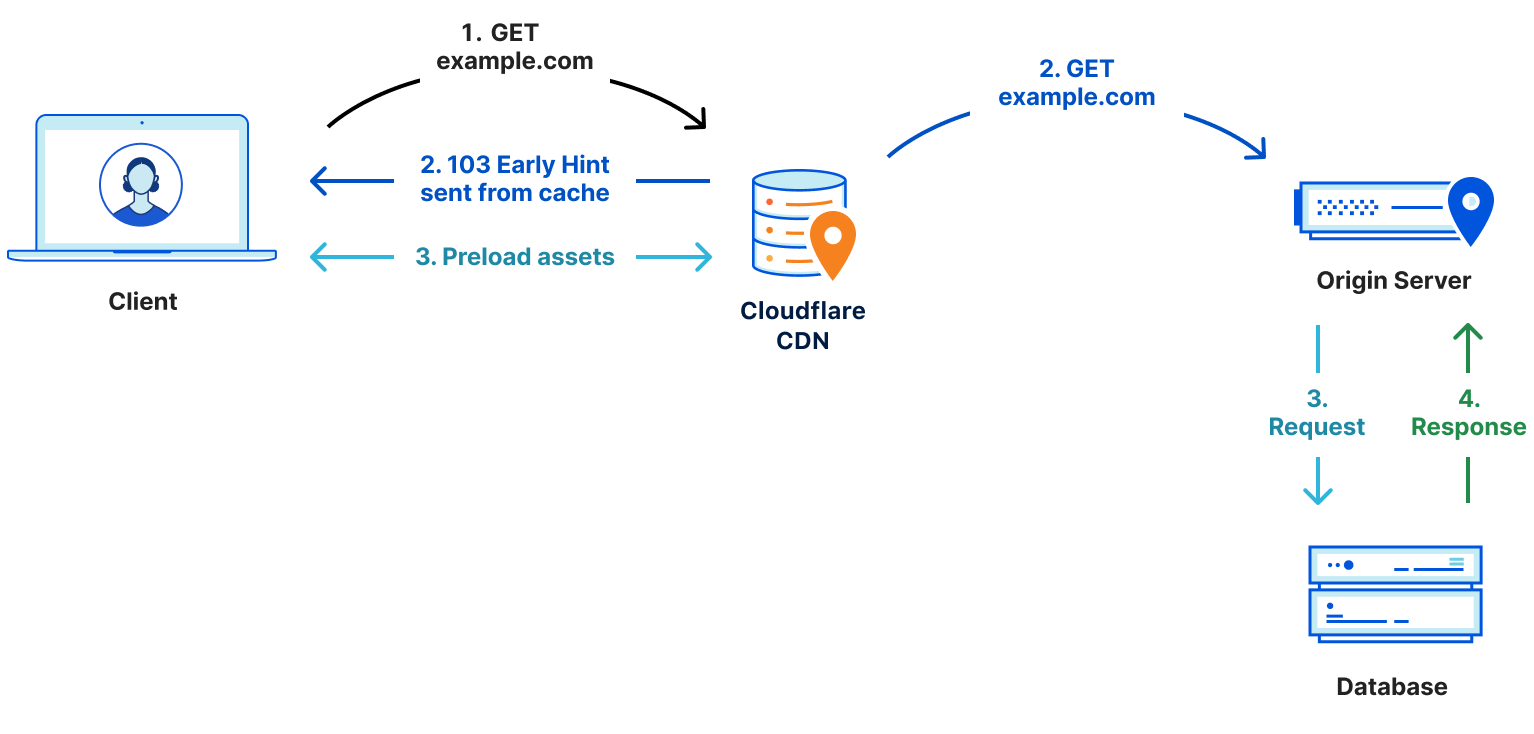 1. GET
example.com
2. GET
example.com
2. 103 Early Hint
sent from cache
3. Preload assets
Client
Cloudflare
CDN
Origin Server
3.
Request
4.
Response
Database